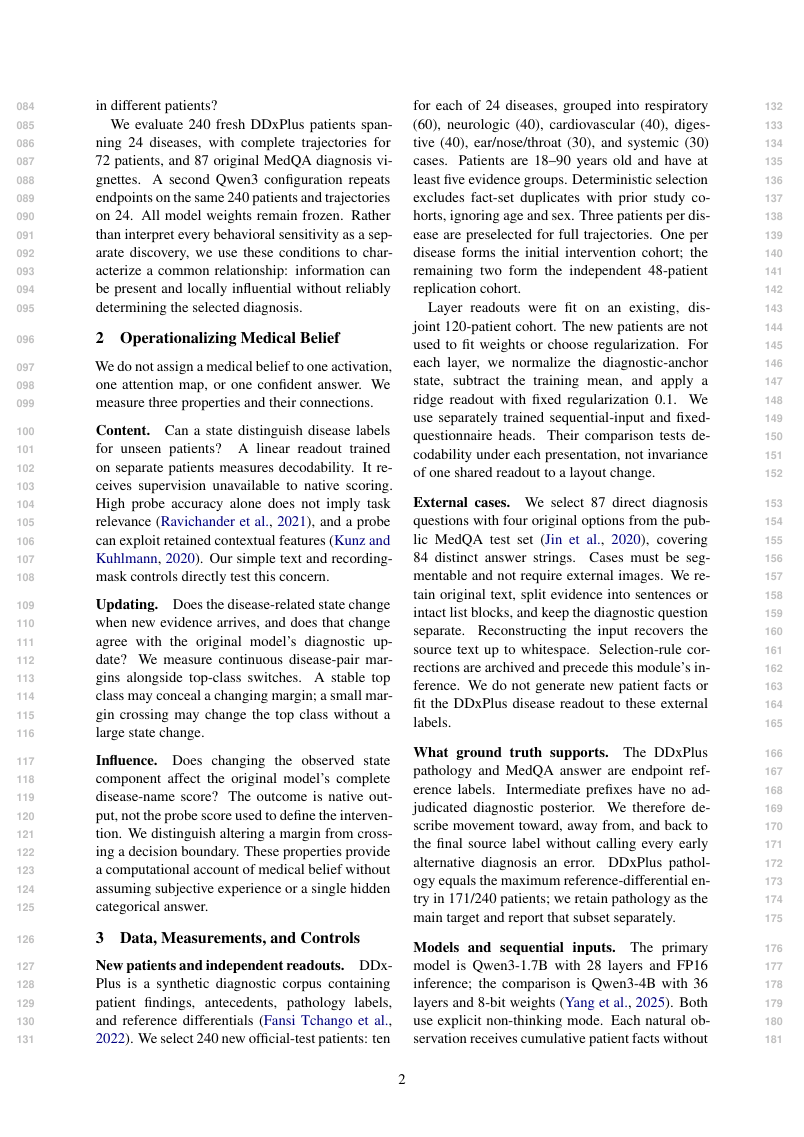 084 in different patients?
085 We evaluate 240 fresh DDxPlus patients span-
086 ning 24 diseases, with complete trajectories for
087 72 patients, and 87 original MedQA diagnosis vi-
088 gnettes. A second Qwen3 configuration repeats
089 endpoints on the same 240 patients and trajectories
090 on 24. All model weights remain frozen. Rather
091 than interpret every behavioral sensitivity as a sep-
092 arate discovery, we use these conditions to char-
093 acterize a common relationship: information can
094 be present and locally influential without reliably
095 determining the selected diagnosis.
096 2 Operationalizing Medical Belief
097 We do not assign a medical belief to one activation,
098 one attention map, or one confident answer. We
099 measure three properties and their connections.
100 Content. Can a state distinguish disease labels
101 for unseen patients? A linear readout trained
102 on separate patients measures decodability. It re-
103 ceives supervision unavailable to native scoring.
104 High probe accuracy alone does not imply task
105 relevance (Ravichander et al., 2021), and a probe
106 can exploit retained contextual features (Kunz and
107 Kuhlmann, 2020). Our simple text and recording-
108 mask controls directly test this concern.
109 Updating. Does the disease-related state change
110 when new evidence arrives, and does that change
111 agree with the original model's diagnostic up-
112 date? We measure continuous disease-pair mar-
113 gins alongside top-class switches. A stable top
114 class may conceal a changing margin; a small mar-
115 gin crossing may change the top class without a
116 large state change.
117 Influence. Does changing the observed state
118 component affect the original model's complete
119 disease-name score? The outcome is native out-
120 put, not the probe score used to define the interven-
121 tion. We distinguish altering a margin from cross-
122 ing a decision boundary. These properties provide
123 a computational account of medical belief without
124 assuming subjective experience or a single hidden
125 categorical answer.
126 3 Data, Measurements, and Controls
127 New patients and independent readouts. DDx-
128 Plus is a synthetic diagnostic corpus containing
129 patient findings, antecedents, pathology labels,
130 and reference differentials (Fansi Tchango et al.,
131 2022). We select 240 new official-test patients: ten
for each of 24 diseases, grouped into respiratory 132
(60), neurologic (40), cardiovascular (40), diges- 133
tive (40), ear/nose/throat (30), and systemic (30) 134
cases. Patients are 18–90 years old and have at 135
least five evidence groups. Deterministic selection 136
excludes fact-set duplicates with prior study co- 137
horts, ignoring age and sex. Three patients per dis- 138
ease are preselected for full trajectories. One per 139
disease forms the initial intervention cohort; the 140
remaining two form the independent 48-patient 141
replication cohort. 142
Layer readouts were fit on an existing, dis- 143
joint 120-patient cohort. The new patients are not 144
used to fit weights or choose regularization. For 145
each layer, we normalize the diagnostic-anchor 146
state, subtract the training mean, and apply a 147
ridge readout with fixed regularization 0.1. We 148
use separately trained sequential-input and fixed- 149
questionnaire heads. Their comparison tests de- 150
codability under each presentation, not invariance 151
of one shared readout to a layout change. 152
External cases. We select 87 direct diagnosis 153
questions with four original options from the pub- 154
lic MedQA test set (Jin et al., 2020), covering 155
84 distinct answer strings. Cases must be seg- 156
mentable and not require external images. We re- 157
tain original text, split evidence into sentences or 158
intact list blocks, and keep the diagnostic question 159
separate. Reconstructing the input recovers the 160
source text up to whitespace. Selection-rule cor- 161
rections are archived and precede this module's in- 162
ference. We do not generate new patient facts or 163
fit the DDxPlus disease readout to these external 164
labels. 165
What ground truth supports. The DDxPlus 166
pathology and MedQA answer are endpoint ref- 167
erence labels. Intermediate prefixes have no ad- 168
judicated diagnostic posterior. We therefore de- 169
scribe movement toward, away from, and back to 170
the final source label without calling every early 171
alternative diagnosis an error. DDxPlus pathol- 172
ogy equals the maximum reference-differential en- 173
try in 171/240 patients; we retain pathology as the 174
main target and report that subset separately. 175
Models and sequential inputs. The primary 176
model is Qwen3-1.7B with 28 layers and FP16 177
inference; the comparison is Qwen3-4B with 36 178
layers and 8-bit weights (Yang et al., 2025). Both 179
use explicit non-thinking mode. Each natural ob- 180
servation receives cumulative patient facts without 181
2